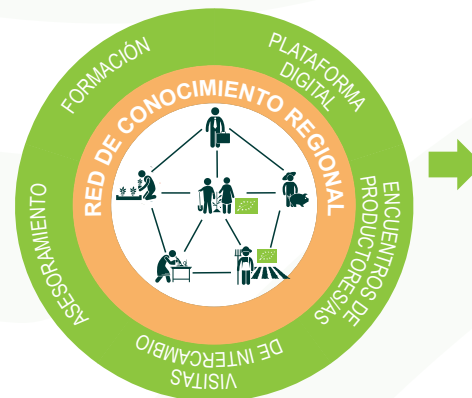 FORMACIÓN
PLATAFORMA
DIGITAL
ENCUENTROS DE
PRODUCTORES/AS
VISITAS
DE INTERCAMBIO
ASESORAMIENTO
RED DE CONOCIMIENTO REGIONAL